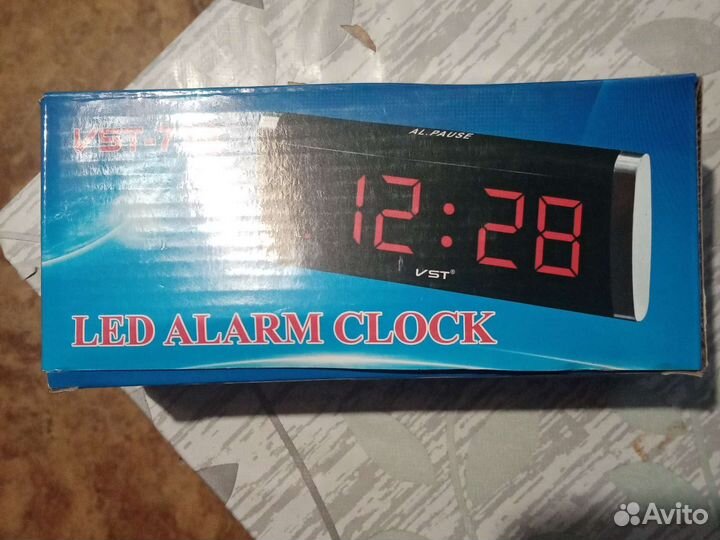 AL.PAUSE
12:28
VST®
LED ALARM CLOCK
Avito